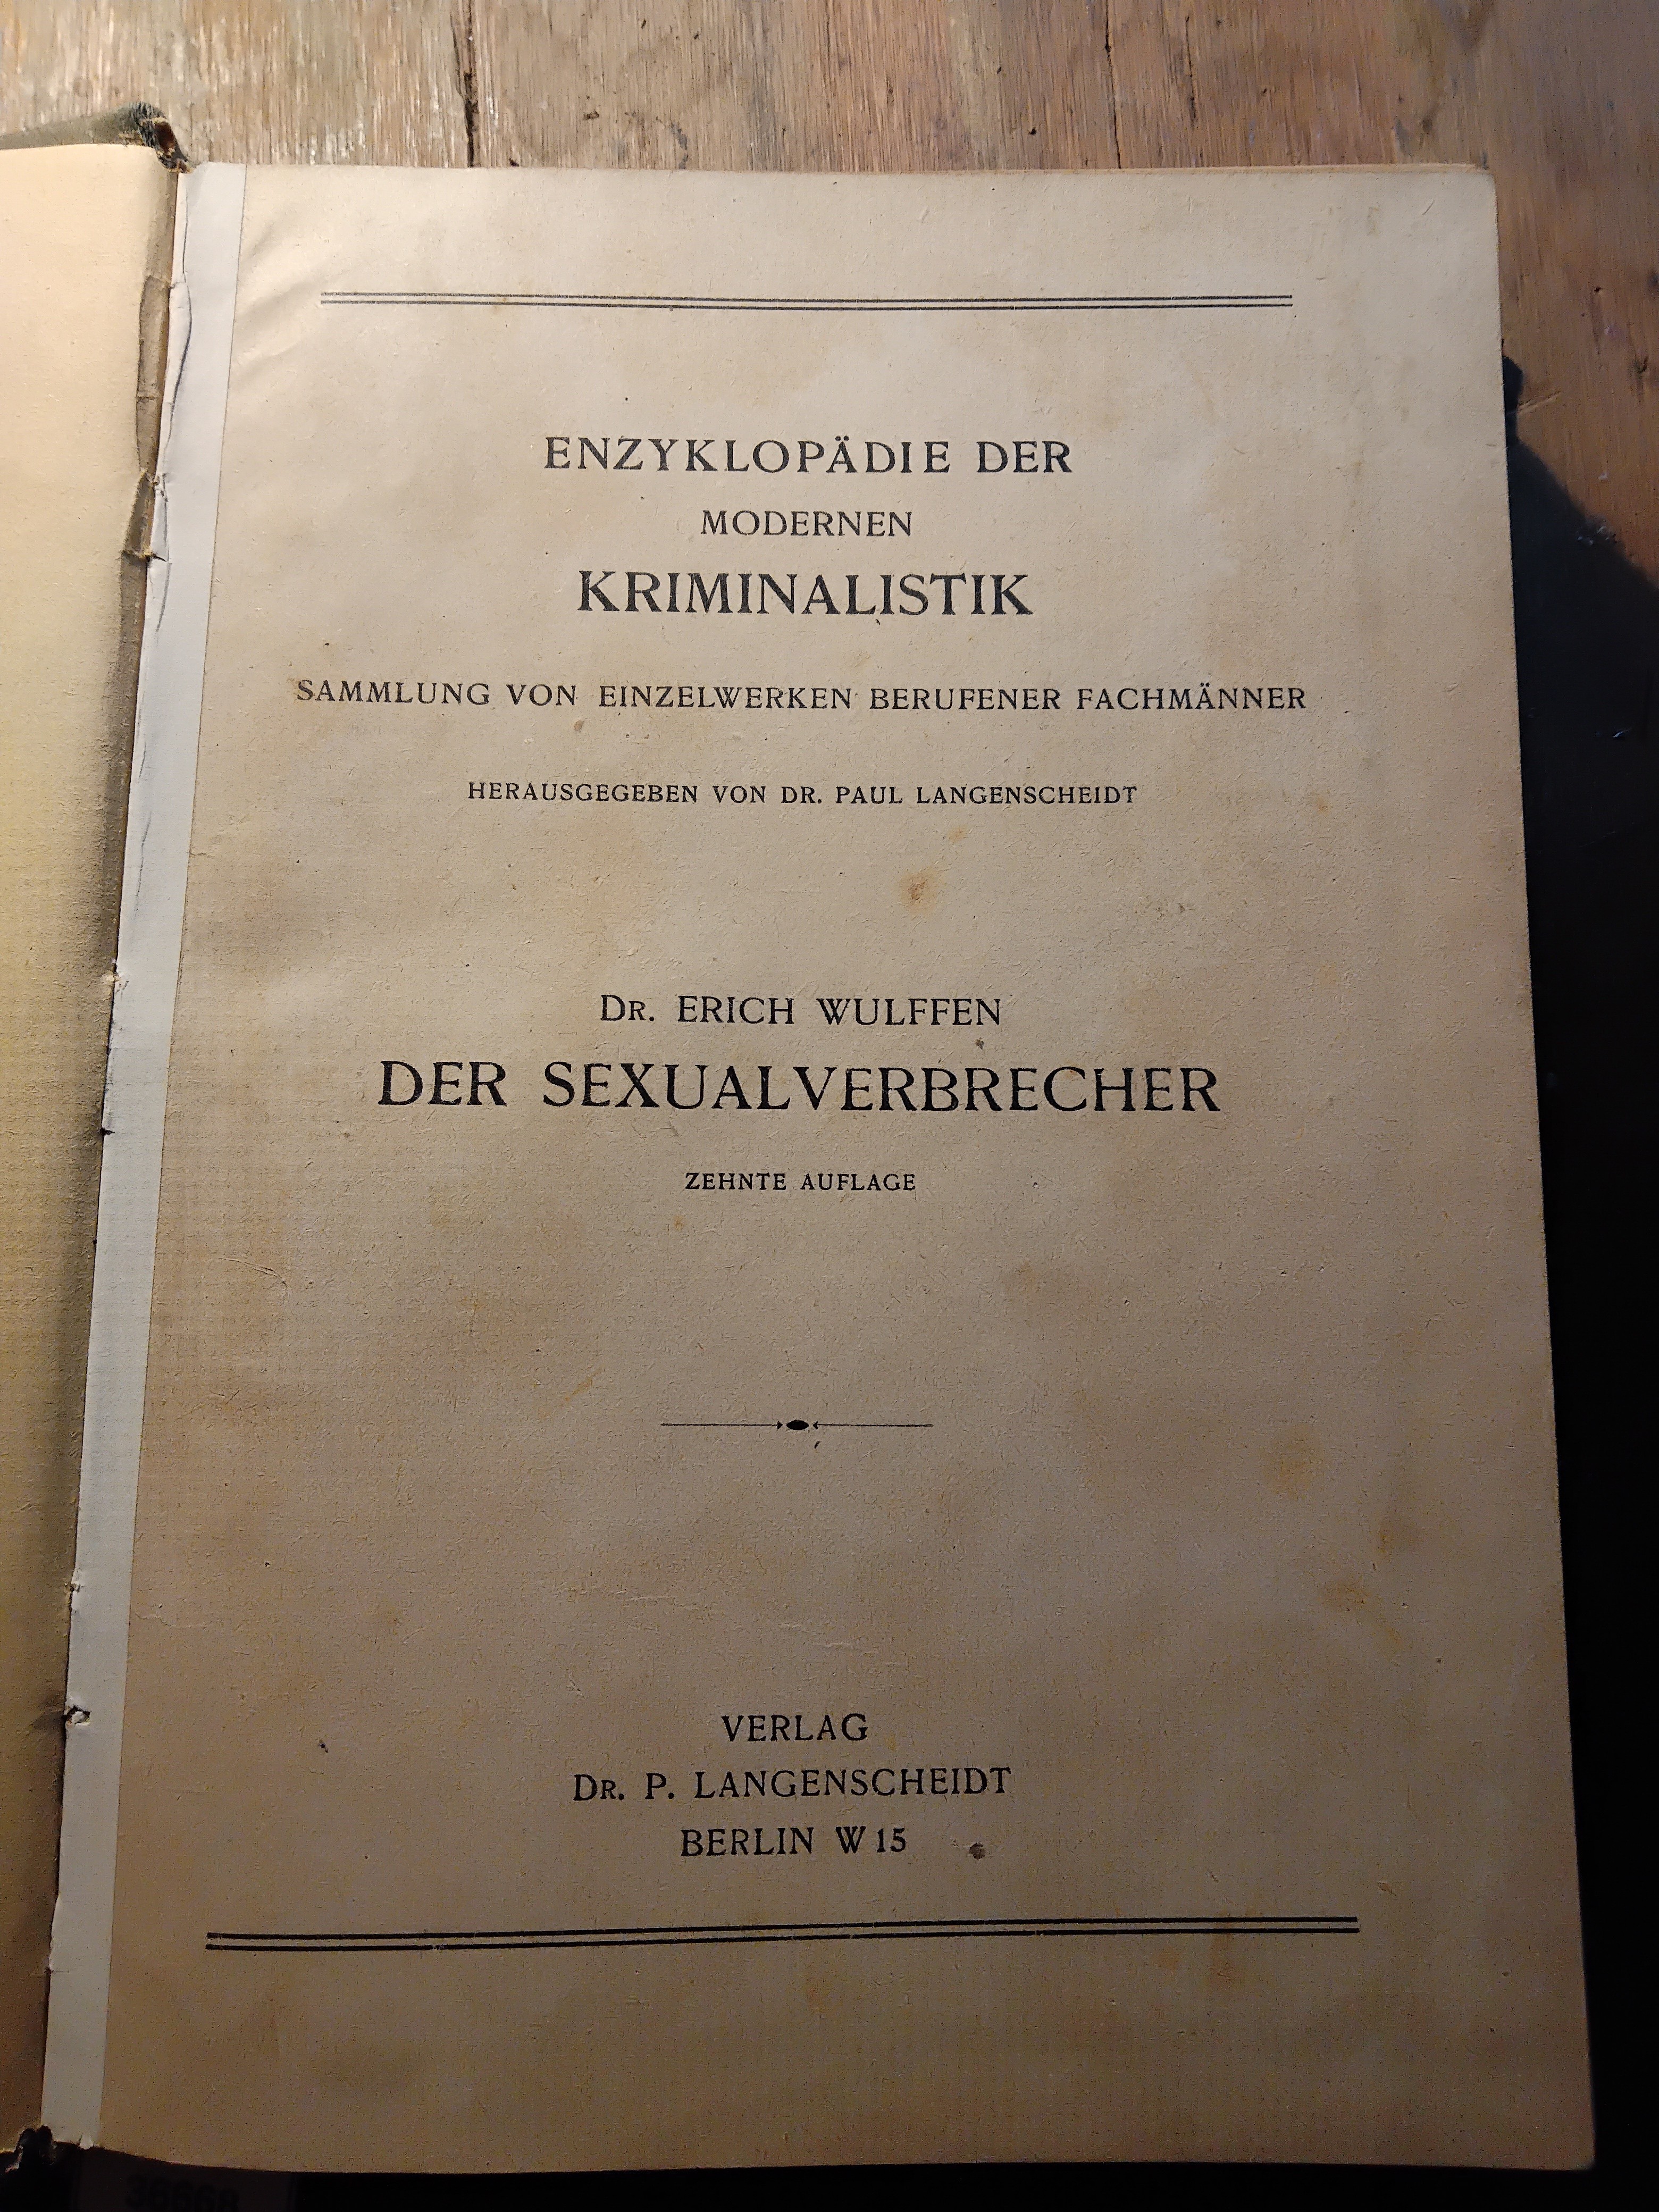 ENZYKLOPÄDIE DER
MODERNEN
KRIMINALISTIK
SAMMLUNG VON EINZELWERKEN BERUFENER FACHMÄNNER
HERAUSGEGEBEN VON DR. PAUL LANGENSCHEIDT
DR. ERICH WULFFEN
DER SEXUALVERBRECHER
ZEHNTE AUFLAGE
VERLAG
DR. P. LANGENSCHEIDT
BERLIN W 15
36668